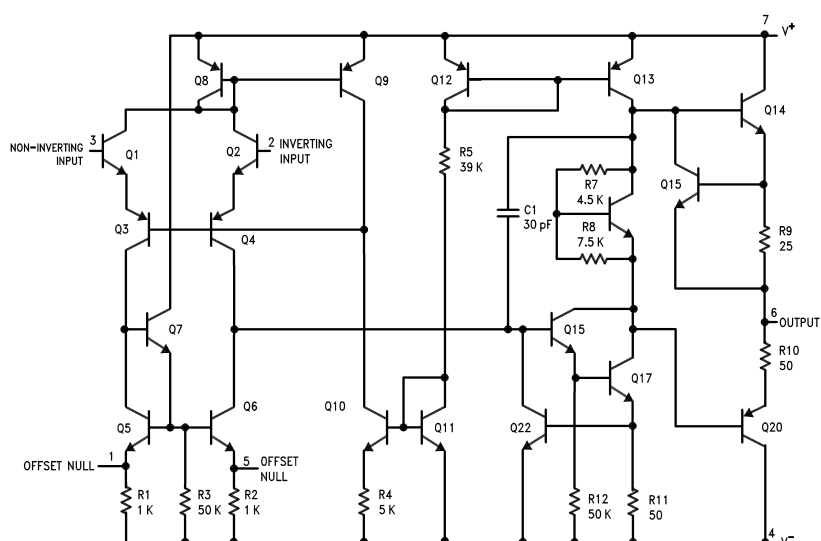 7
V+
Q8
Q9
Q12
Q13
Q14
NON-INVERTING
INPUT
3
Q1
Q2
2
INVERTING
INPUT
R5
39 K
R7
4.5 K
Q15
Q3
Q4
C1
30 pF
R8
7.5 K
R9
25
Q7
Q15
6
OUTPUT
R10
50
Q17
Q5
Q6
Q10
Q11
Q22
Q20
OFFSET NULL
1
5
OFFSET
NULL
R1
1 K
R3
50 K
R2
1 K
R4
5 K
R12
50 K
R11
50
4
V-